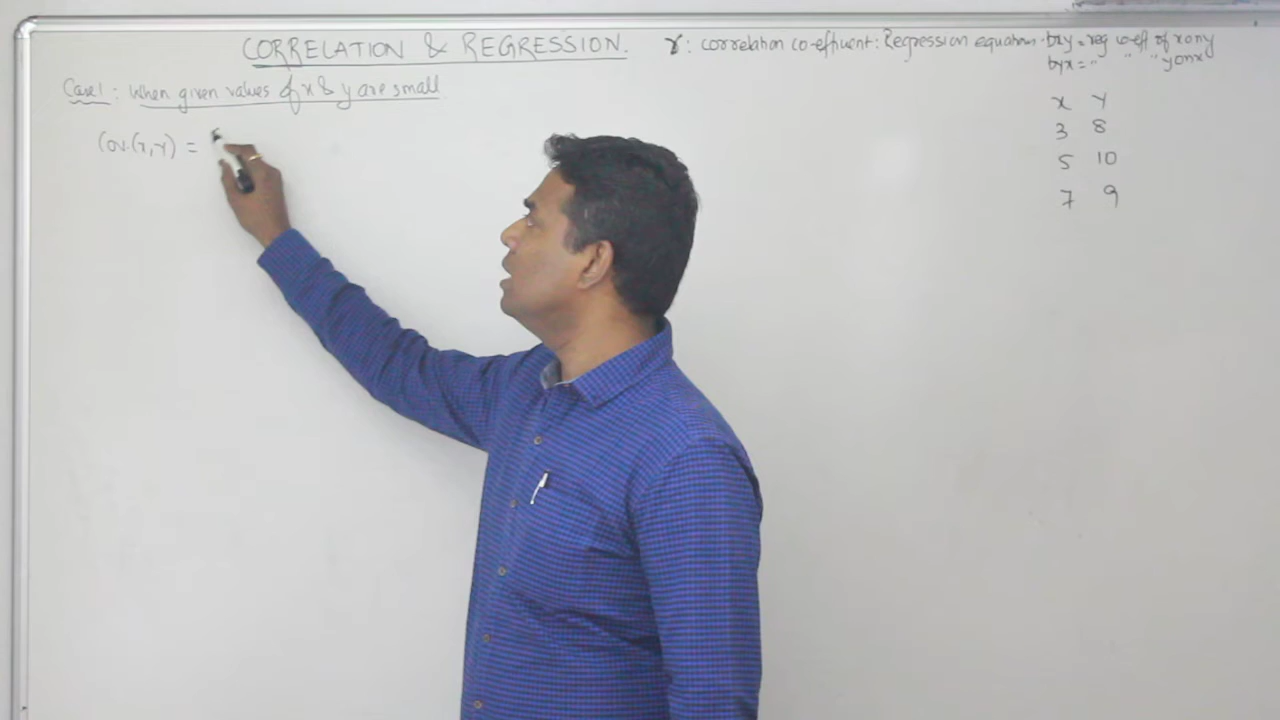 CORRELATION & REGRESSION.
r : correlation co-efficient : Regression equation · bxy = reg co-eff of x on y
byx = " " " y on x
Case 1 : When given values of x & y are small
Cov(x,y) =
x y
3 8
5 10
7 9